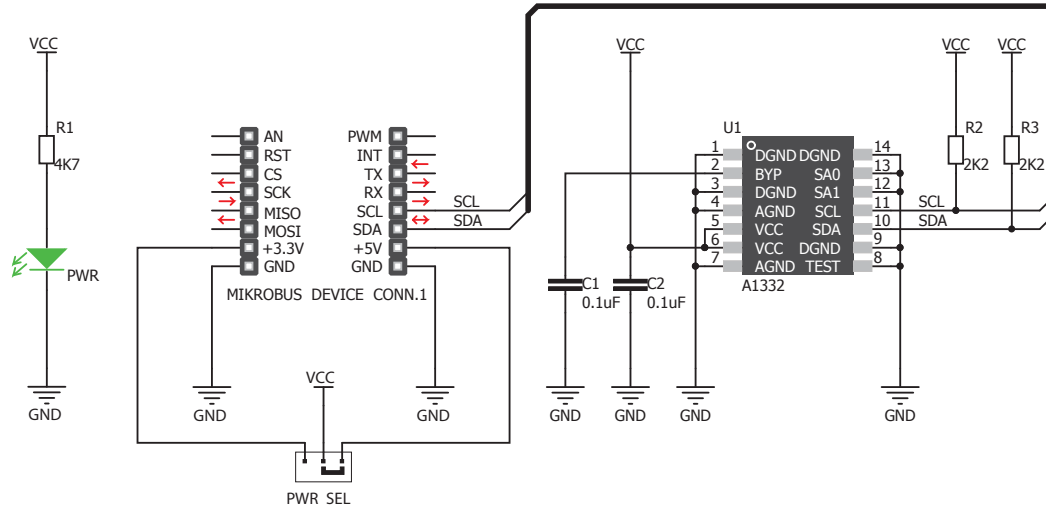 VCC
R1
4K7
PWR
GND
AN
RST
CS
SCK
MISO
MOSI
+3.3V
GND
PWM
INT
TX
RX
SCL
SDA
+5V
GND
SCL
SDA
MIKROBUS DEVICE CONN.1
GND
GND
VCC
PWR SEL
VCC
C1
0.1uF
C2
0.1uF
GND
GND
GND
GND
U1
1 DGND DGND 14
2 BYP SA0 13
3 DGND SA1 12
4 AGND SCL 11
5 VCC SDA 10
6 VCC DGND 9
7 AGND TEST 8
A1332
SCL
SDA
VCC
VCC
R2
2K2
R3
2K2